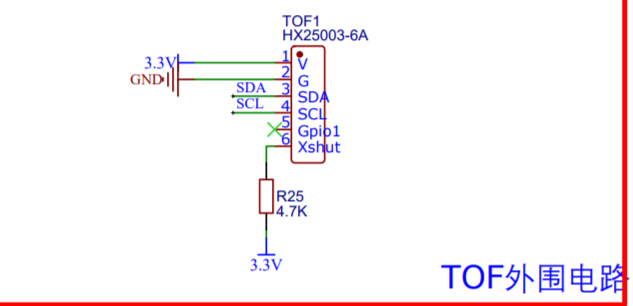 TOF1
HX25003-6A
3.3V
1
V
GND
2
G
SDA
3
SDA
SCL
4
SCL
5
Gpio1
6
Xshut
R25
4.7K
3.3V
TOF外围电路